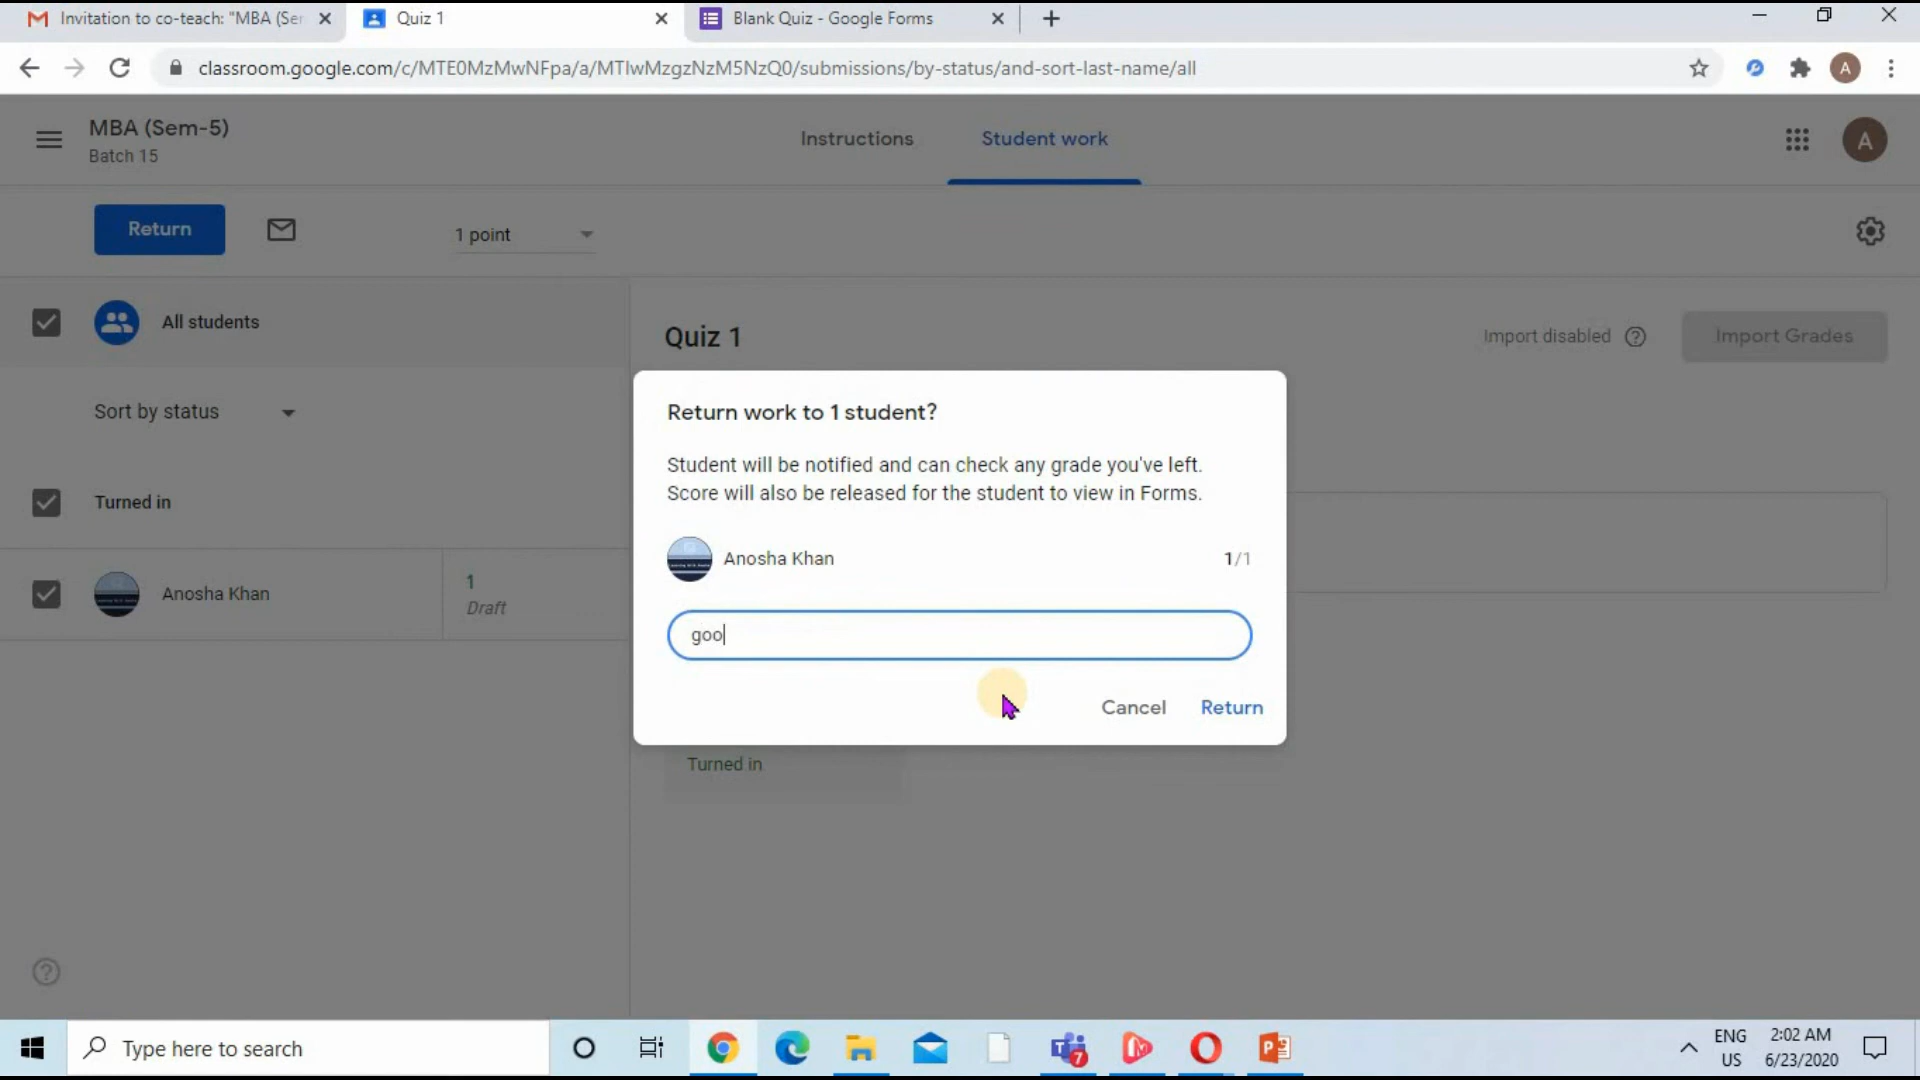 Invitation to co-teach: "MBA (Ser
Quiz 1
Blank Quiz - Google Forms
classroom.google.com/c/MTE0MzMwNFpa/a/MTIwMzgzNzM5NzQ0/submissions/by-status/and-sort-last-name/all
A
MBA (Sem-5)
Batch 15
Instructions
Student work
A
Return
1 point
All students
Quiz 1
Import disabled
Import Grades
Sort by status
Return work to 1 student?
Student will be notified and can check any grade you've left.
Score will also be released for the student to view in Forms.
Turned in
Anosha Khan
1/1
Anosha Khan
1
Draft
goo
Cancel
Return
Turned in
Type here to search
7
ENG
US
2:02 AM
6/23/2020